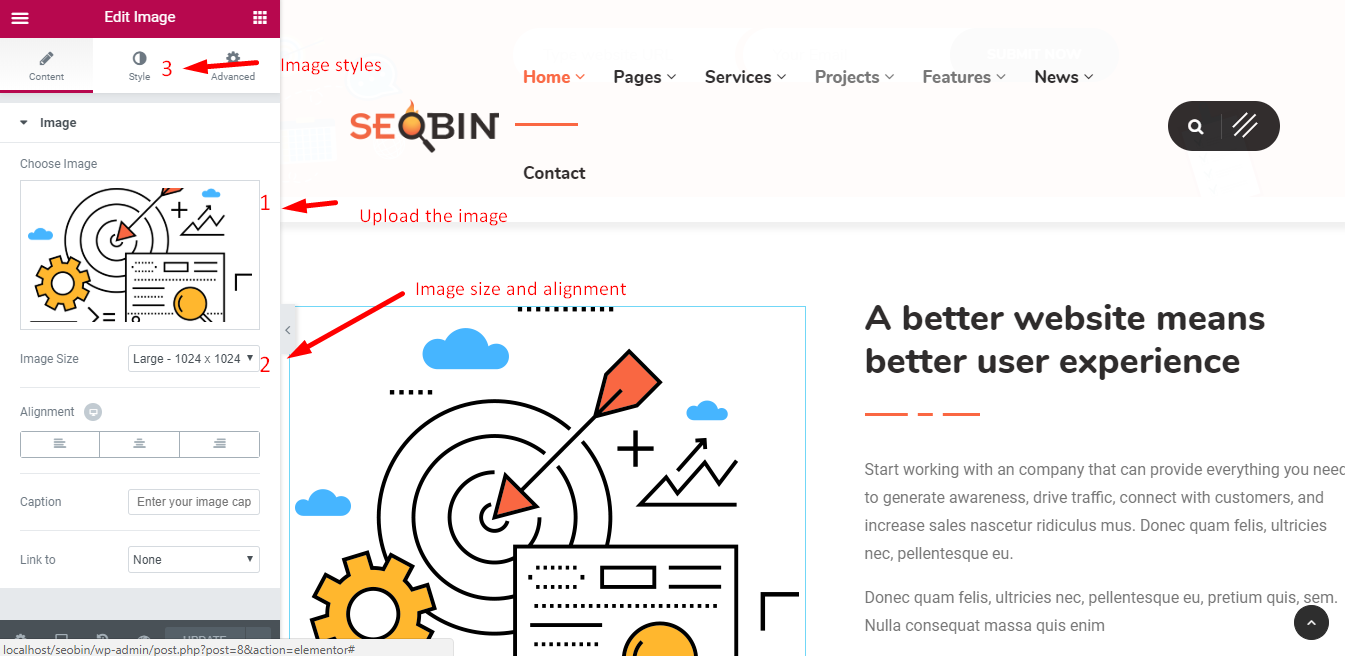 Edit Image
Content
Style
3
Advanced
Image styles
Image
Choose Image
1
Upload the image
Image size and alignment
Image Size
Large - 1024 x 1024
2
Alignment
Caption
Enter your image cap
Link to
None
UPDATE
localhost/seobin/wp-admin/post.php?post=8&action=elementor#
SUBMIT NOW
Home
Pages
Services
Projects
Features
News
SEOBIN
Contact
A better website means
better user experience
Start working with an company that can provide everything you need
to generate awareness, drive traffic, connect with customers, and
increase sales nascetur ridiculus mus. Donec quam felis, ultricies
nec, pellentesque eu.
Donec quam felis, ultricies nec, pellentesque eu, pretium quis, sem.
Nulla consequat massa quis enim